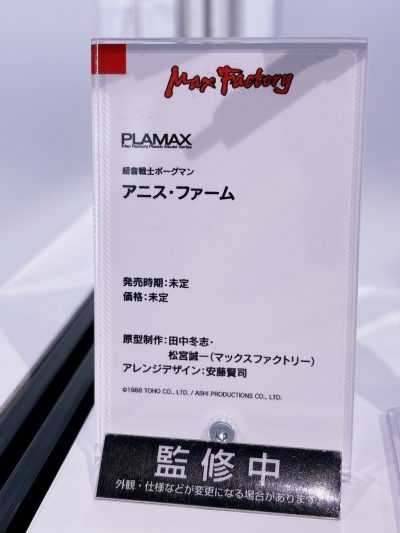 Max Factory
PLAMAX
Max Factory Plastic Model Series
超音戦士ボーグマン
アニス・ファーム
発売時期：未定
価格：未定
原型制作：田中冬志・
松宮誠一（マックスファクトリー）
アレンジデザイン：安藤賢司
©1988 TOHO CO., LTD. / ASHI PRODUCTIONS CO., LTD.
監修中
外観・仕様などが変更になる場合があります